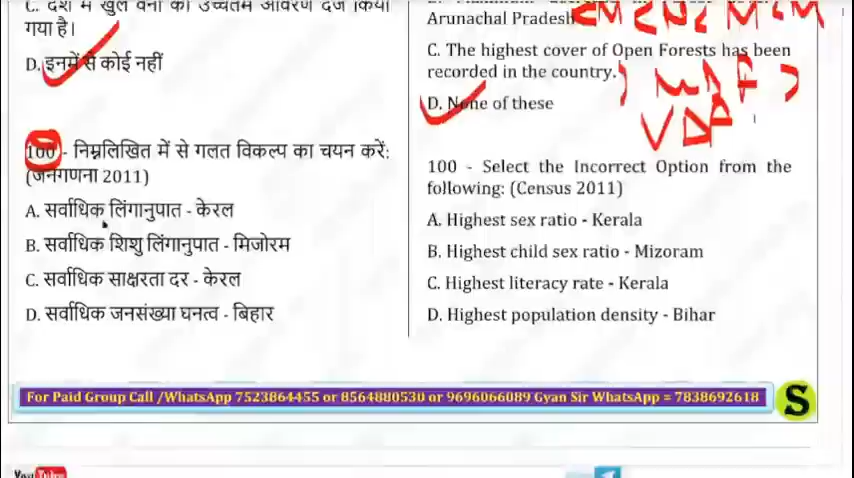 C. देश में खुले वनों का उच्चतम आवरण दर्ज किया
गया है।
D. इनमें से कोई नहीं
100 - निम्नलिखित में से गलत विकल्प का चयन करें:
(जनगणना 2011)
A. सर्वाधिक लिंगानुपात - केरल
B. सर्वाधिक शिशु लिंगानुपात - मिजोरम
C. सर्वाधिक साक्षरता दर - केरल
D. सर्वाधिक जनसंख्या घनत्व - बिहार
Arunachal Pradesh
C. The highest cover of Open Forests has been
recorded in the country.
D. None of these
100 - Select the Incorrect Option from the
following: (Census 2011)
A. Highest sex ratio - Kerala
B. Highest child sex ratio - Mizoram
C. Highest literacy rate - Kerala
D. Highest population density - Bihar
For Paid Group Call /WhatsApp 7523864455 or 8564880530 or 9696066089 Gyan Sir WhatsApp = 7838692618
S